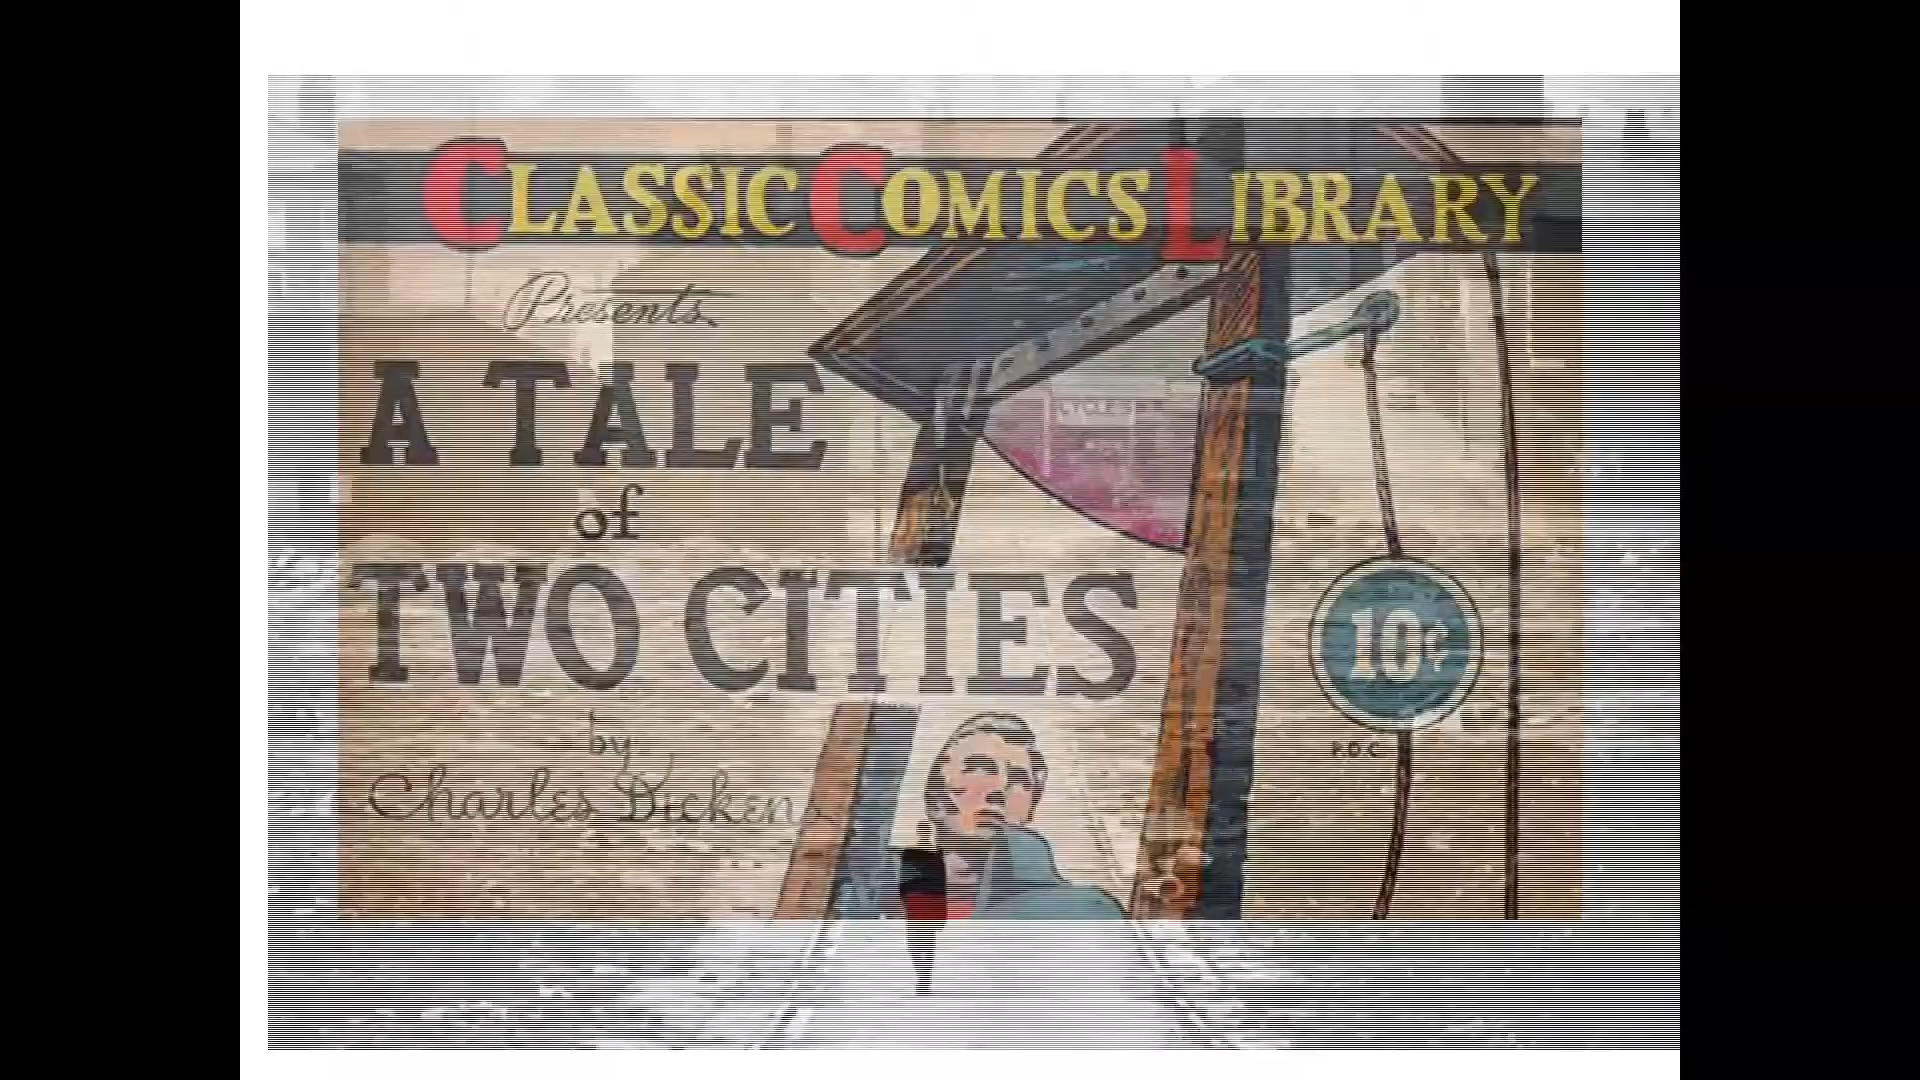 CLASSIC COMICS LIBRARY
Presents
A TALE
of
TWO CITIES
by
Charles Dickens
10¢
P.D.C.